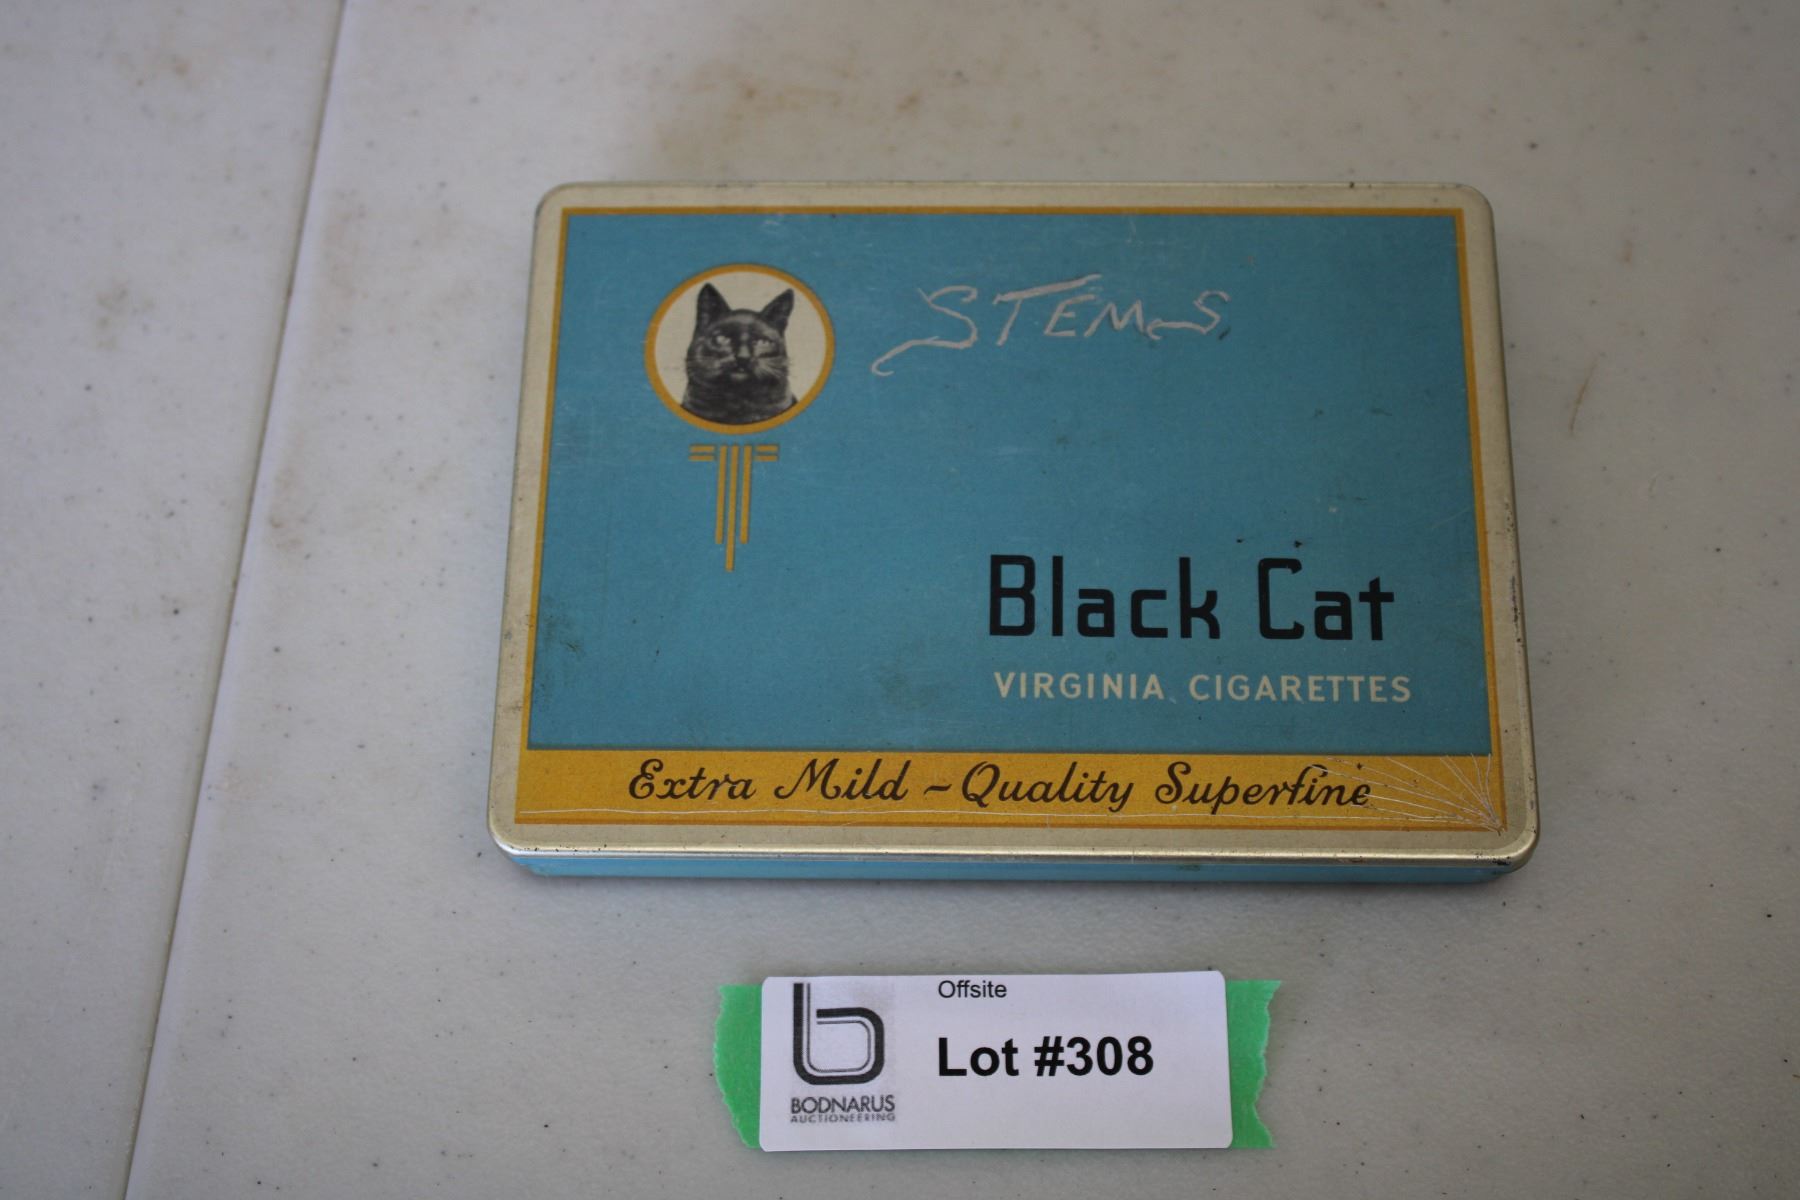 STEMS
Black Cat
VIRGINIA CIGARETTES
Extra Mild - Quality Superfine
Offsite
Lot #308
BODNARUS
AUCTIONEERING